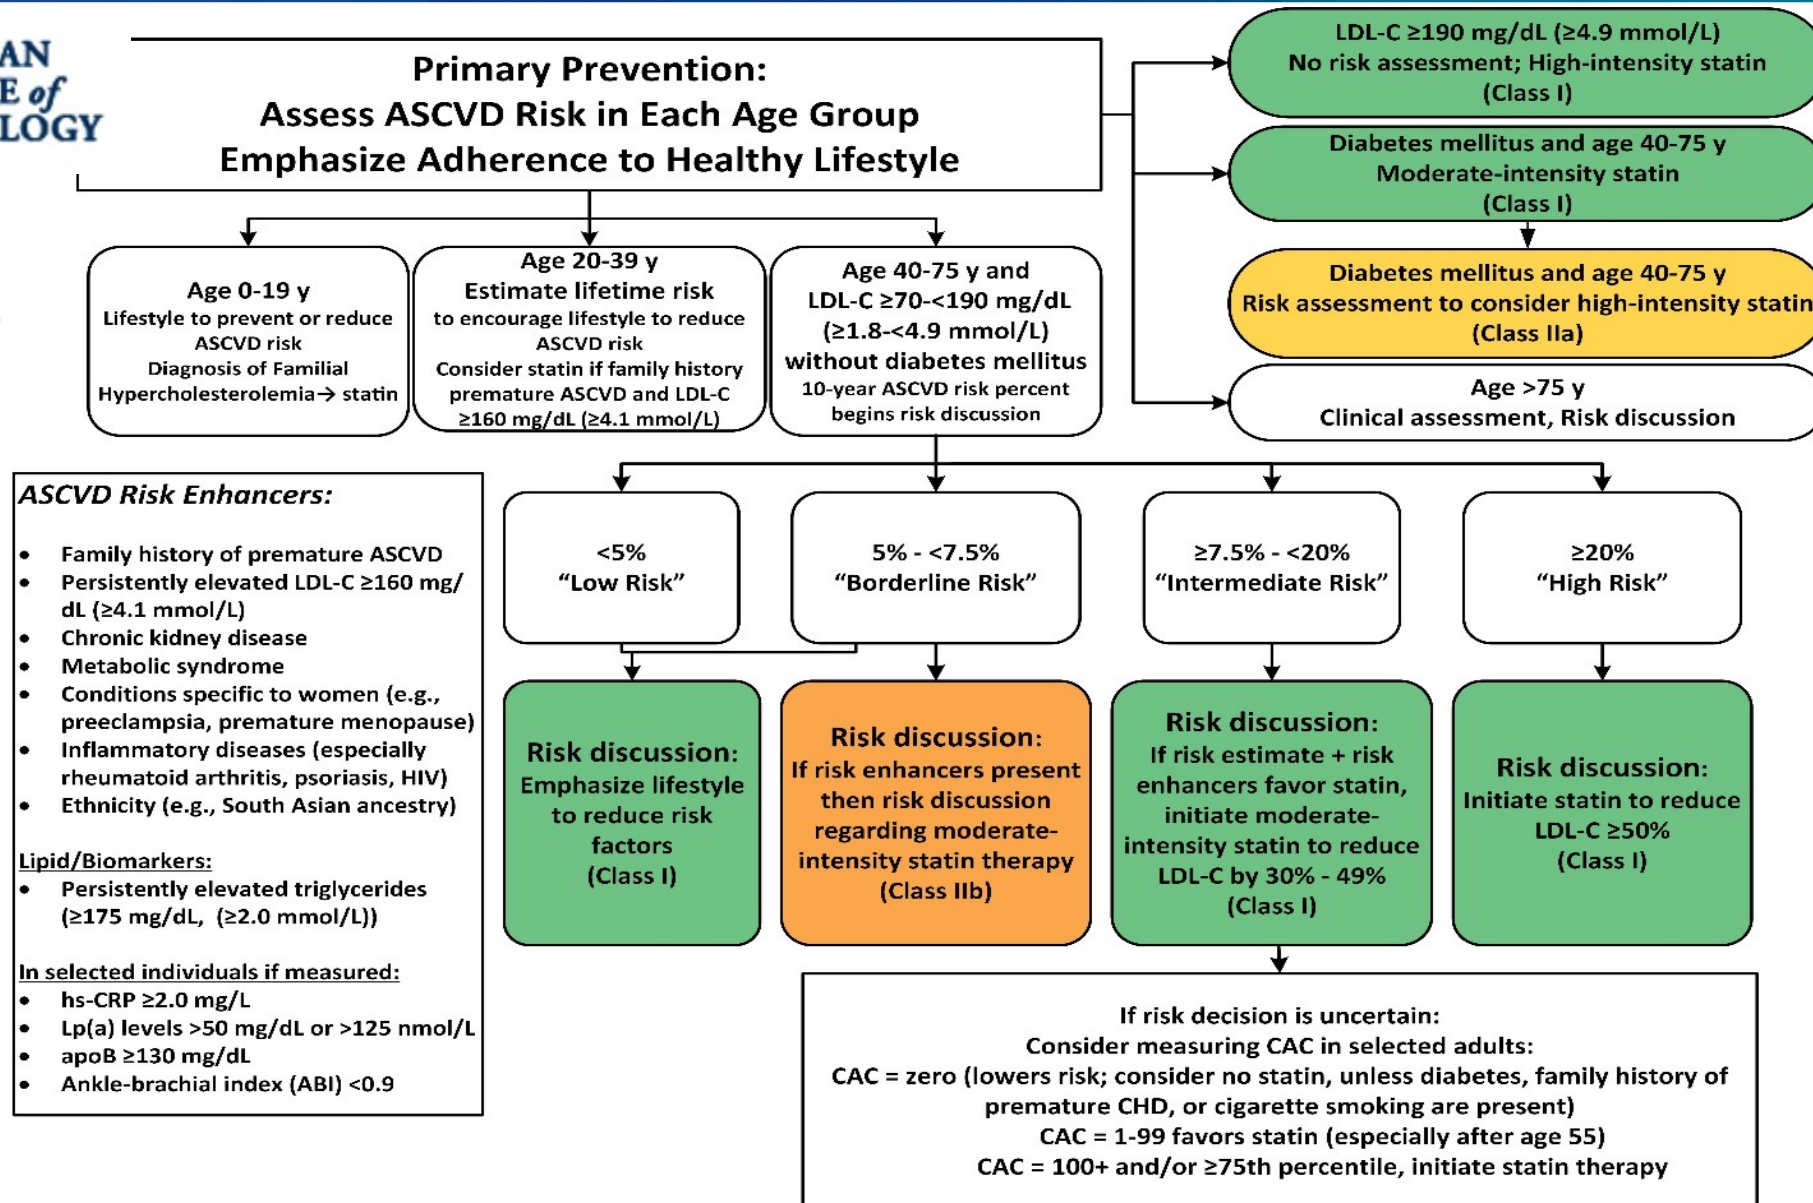 AN
E of
LOGY
Primary Prevention:
Assess ASCVD Risk in Each Age Group
Emphasize Adherence to Healthy Lifestyle
LDL-C ≥190 mg/dL (≥4.9 mmol/L)
No risk assessment; High-intensity statin
(Class I)
Diabetes mellitus and age 40-75 y
Moderate-intensity statin
(Class I)
Diabetes mellitus and age 40-75 y
Risk assessment to consider high-intensity statin
(Class IIa)
Age >75 y
Clinical assessment, Risk discussion
Age 0-19 y
Lifestyle to prevent or reduce
ASCVD risk
Diagnosis of Familial
Hypercholesterolemia→ statin
Age 20-39 y
Estimate lifetime risk
to encourage lifestyle to reduce
ASCVD risk
Consider statin if family history
premature ASCVD and LDL-C
≥160 mg/dL (≥4.1 mmol/L)
Age 40-75 y and
LDL-C ≥70-<190 mg/dL
(≥1.8-<4.9 mmol/L)
without diabetes mellitus
10-year ASCVD risk percent
begins risk discussion
ASCVD Risk Enhancers:
• Family history of premature ASCVD
• Persistently elevated LDL-C ≥160 mg/
dL (≥4.1 mmol/L)
• Chronic kidney disease
• Metabolic syndrome
• Conditions specific to women (e.g.,
preeclampsia, premature menopause)
• Inflammatory diseases (especially
rheumatoid arthritis, psoriasis, HIV)
• Ethnicity (e.g., South Asian ancestry)
Lipid/Biomarkers:
• Persistently elevated triglycerides
(≥175 mg/dL, (≥2.0 mmol/L))
In selected individuals if measured:
• hs-CRP ≥2.0 mg/L
• Lp(a) levels >50 mg/dL or >125 nmol/L
• apoB ≥130 mg/dL
• Ankle-brachial index (ABI) <0.9
<5%
“Low Risk”
5% - <7.5%
“Borderline Risk”
≥7.5% - <20%
“Intermediate Risk”
≥20%
“High Risk”
Risk discussion:
Emphasize lifestyle
to reduce risk
factors
(Class I)
Risk discussion:
If risk enhancers present
then risk discussion
regarding moderate-
intensity statin therapy
(Class IIb)
Risk discussion:
If risk estimate + risk
enhancers favor statin,
initiate moderate-
intensity statin to reduce
LDL-C by 30% - 49%
(Class I)
Risk discussion:
Initiate statin to reduce
LDL-C ≥50%
(Class I)
If risk decision is uncertain:
Consider measuring CAC in selected adults:
CAC = zero (lowers risk; consider no statin, unless diabetes, family history of
premature CHD, or cigarette smoking are present)
CAC = 1-99 favors statin (especially after age 55)
CAC = 100+ and/or ≥75th percentile, initiate statin therapy